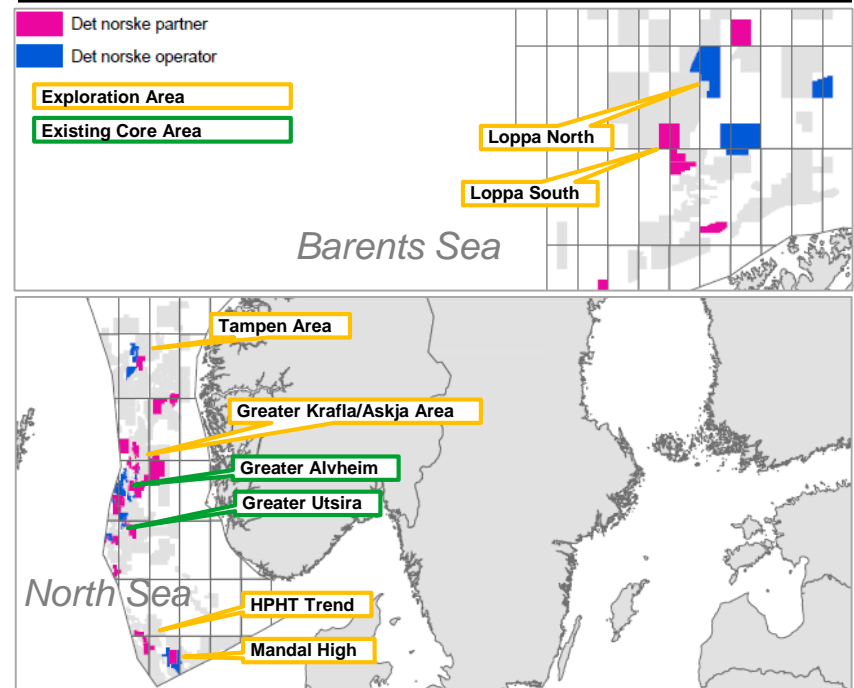 Det norske partner
Det norske operator
Exploration Area
Existing Core Area
Loppa North
Loppa South
Barents Sea
Tampen Area
Greater Krafla/Askja Area
Greater Alvheim
Greater Utsira
North Sea
HPHT Trend
Mandal High